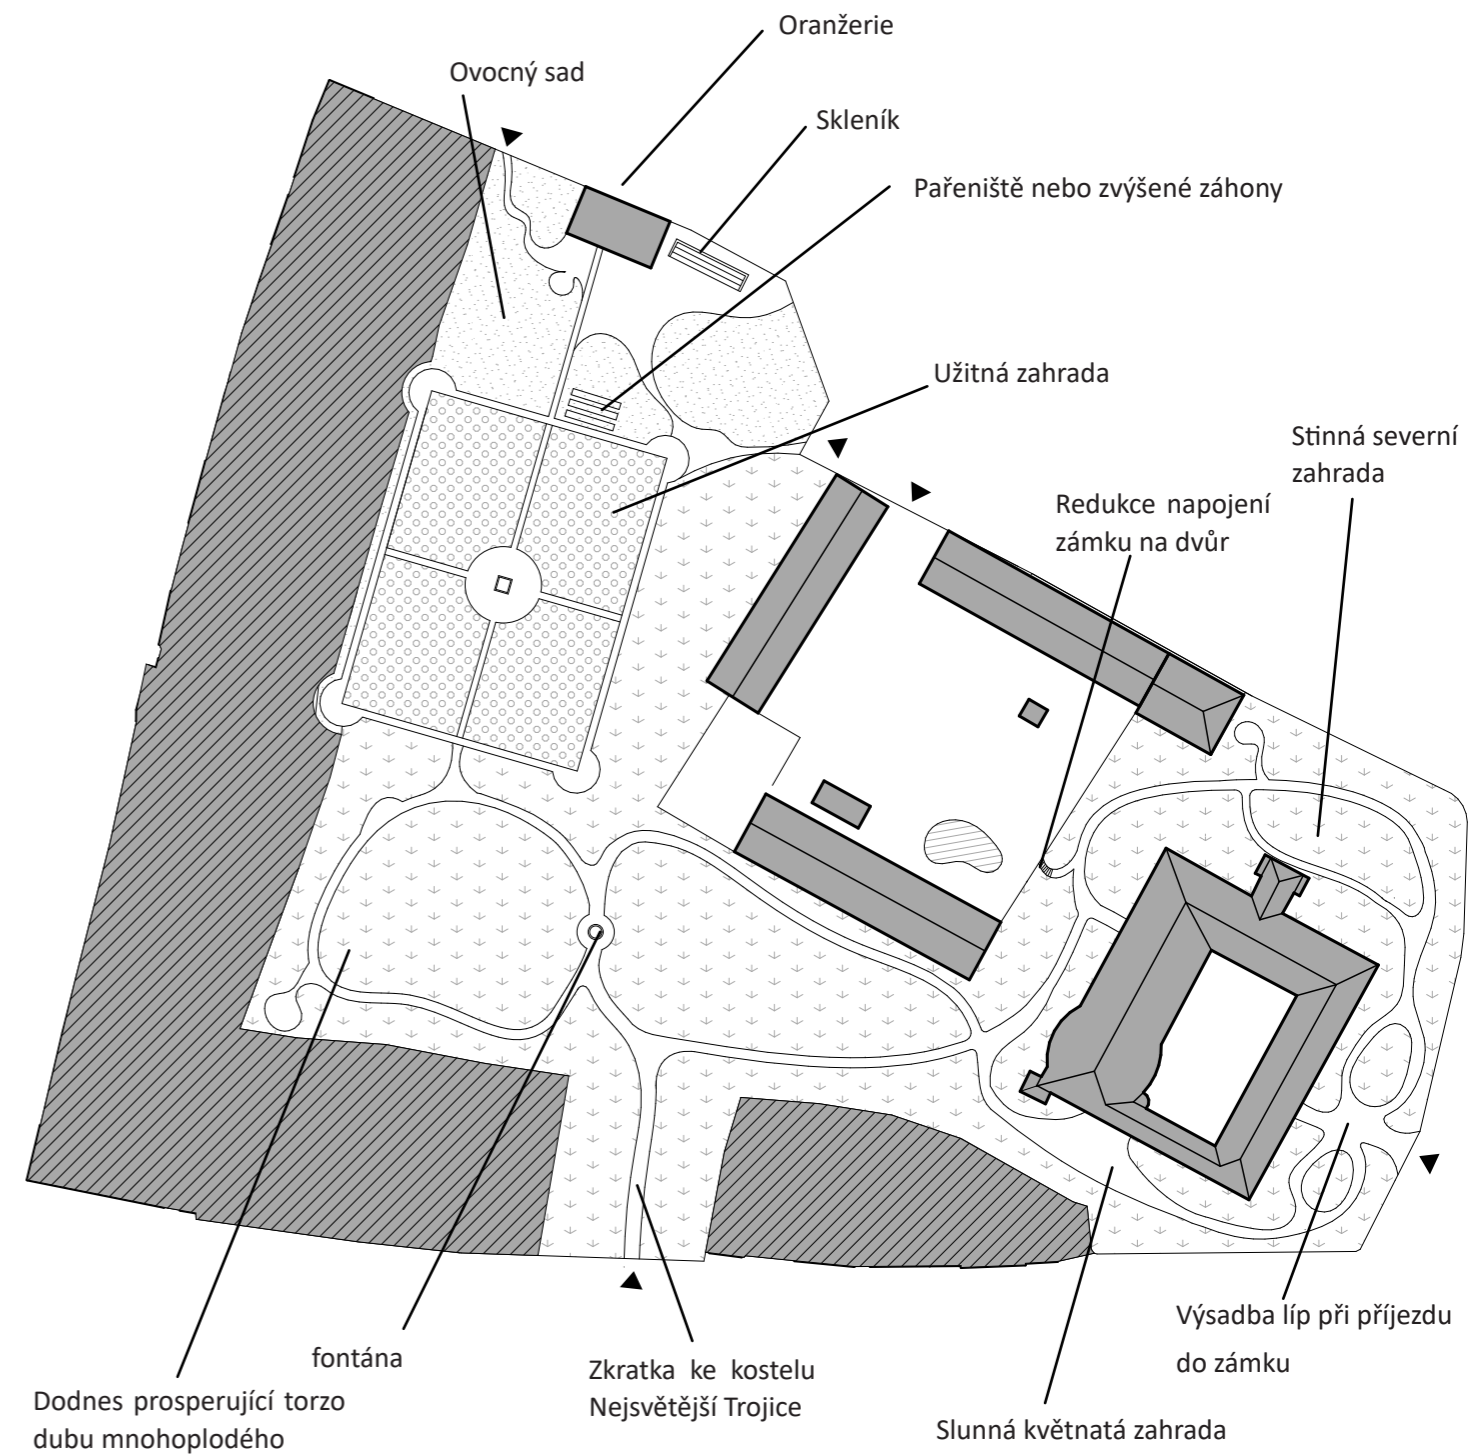 Oranžerie
Ovocný sad
Skleník
Pařeniště nebo zvýšené záhony
Užitná zahrada
Stinná severní
zahrada
Redukce napojení
zámku na dvůr
Výsadba líp při příjezdu
do zámku
fontána
Zkratka ke kostelu
Nejsvětější Trojice
Dodnes prosperující torzo
dubu mnohoplodého
Slunná květnatá zahrada